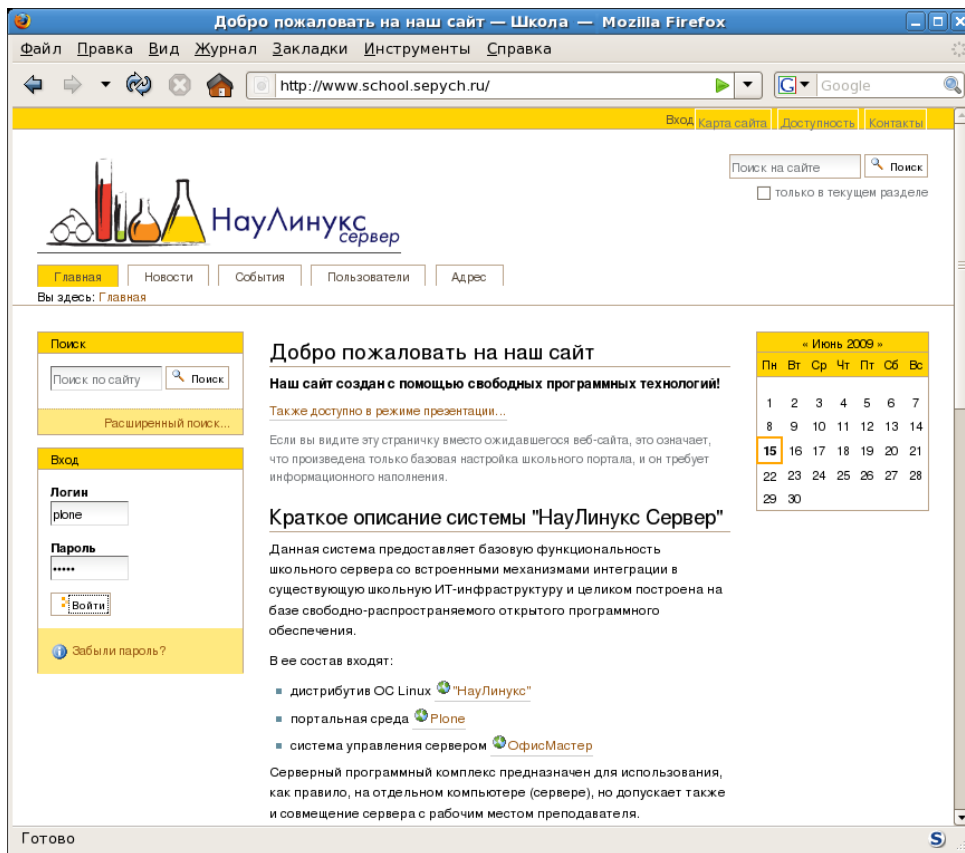 Добро пожаловать на наш сайт — Школа — Mozilla Firefox
Файл Правка Вид Журнал Закладки Инструменты Справка
http://www.school.sepych.ru/
G Google
Вход Карта сайта Доступность Контакты
Поиск на сайте Поиск
только в текущем разделе
НауЛинукс
сервер
Главная Новости События Пользователи Адрес
Вы здесь: Главная
Поиск
Поиск по сайту Поиск
Расширенный поиск...
Вход
Логин
plone
Пароль
•••••
Войти
Забыли пароль?
Добро пожаловать на наш сайт
Наш сайт создан с помощью свободных программных технологий!
Также доступно в режиме презентации...
Если вы видите эту страничку вместо ожидавшегося веб-сайта, это означает,
что произведена только базовая настройка школьного портала, и он требует
информационного наполнения.
Краткое описание системы "НауЛинукс Сервер"
Данная система предоставляет базовую функциональность
школьного сервера со встроенными механизмами интеграции в
существующую школьную ИТ-инфраструктуру и целиком построена на
базе свободно-распространяемого открытого программного
обеспечения.
В ее состав входят:
дистрибутив ОС Linux "НауЛинукс"
портальная среда Plone
система управления сервером ОфисМастер
Серверный программный комплекс предназначен для использования,
как правило, на отдельном компьютере (сервере), но допускает также
и совмещение сервера с рабочим местом преподавателя.
« Июнь 2009 »
Пн Вт Ср Чт Пт Сб Вс
1 2 3 4 5 6 7
8 9 10 11 12 13 14
15 16 17 18 19 20 21
22 23 24 25 26 27 28
29 30
Готово
S